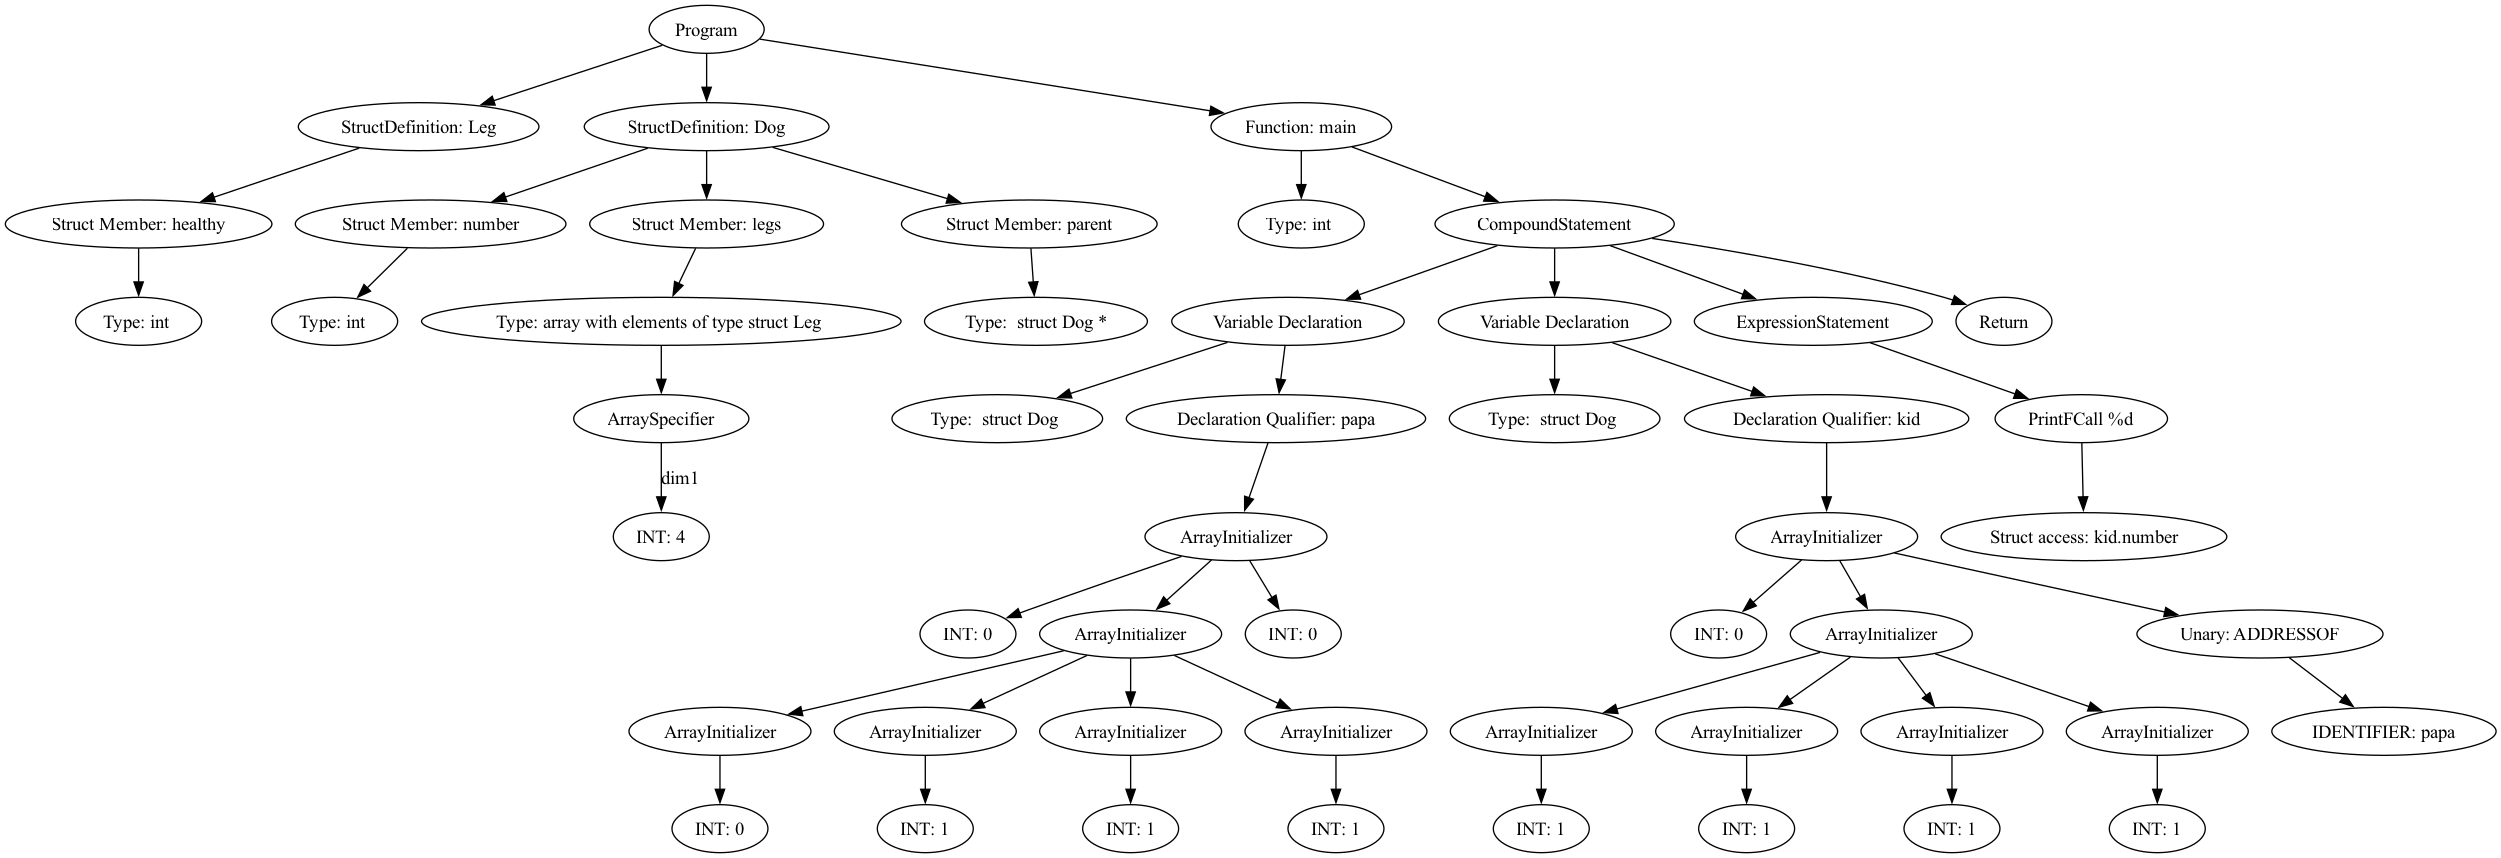 Program
StructDefinition: Leg
StructDefinition: Dog
Function: main
Struct Member: healthy
Struct Member: number
Struct Member: legs
Struct Member: parent
Type: int
CompoundStatement
Type: int
Type: int
Type: array with elements of type struct Leg
Type:  struct Dog *
Variable Declaration
Variable Declaration
ExpressionStatement
Return
ArraySpecifier
Type:  struct Dog
Declaration Qualifier: papa
Type:  struct Dog
Declaration Qualifier: kid
PrintFCall %d
dim1
INT: 4
ArrayInitializer
ArrayInitializer
Struct access: kid.number
INT: 0
ArrayInitializer
INT: 0
INT: 0
ArrayInitializer
Unary: ADDRESSOF
ArrayInitializer
ArrayInitializer
ArrayInitializer
ArrayInitializer
ArrayInitializer
ArrayInitializer
ArrayInitializer
ArrayInitializer
IDENTIFIER: papa
INT: 0
INT: 1
INT: 1
INT: 1
INT: 1
INT: 1
INT: 1
INT: 1